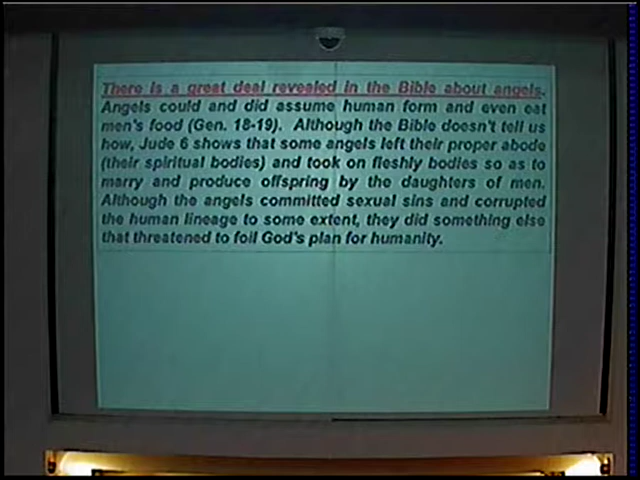 There is a great deal revealed in the Bible about angels.
Angels could and did assume human form and even eat
men's food (Gen. 18-19). Although the Bible doesn't tell us
how, Jude 6 shows that some angels left their proper abode
(their spiritual bodies) and took on fleshly bodies so as to
marry and produce offspring by the daughters of men.
Although the angels committed sexual sins and corrupted
the human lineage to some extent, they did something else
that threatened to foil God's plan for humanity.